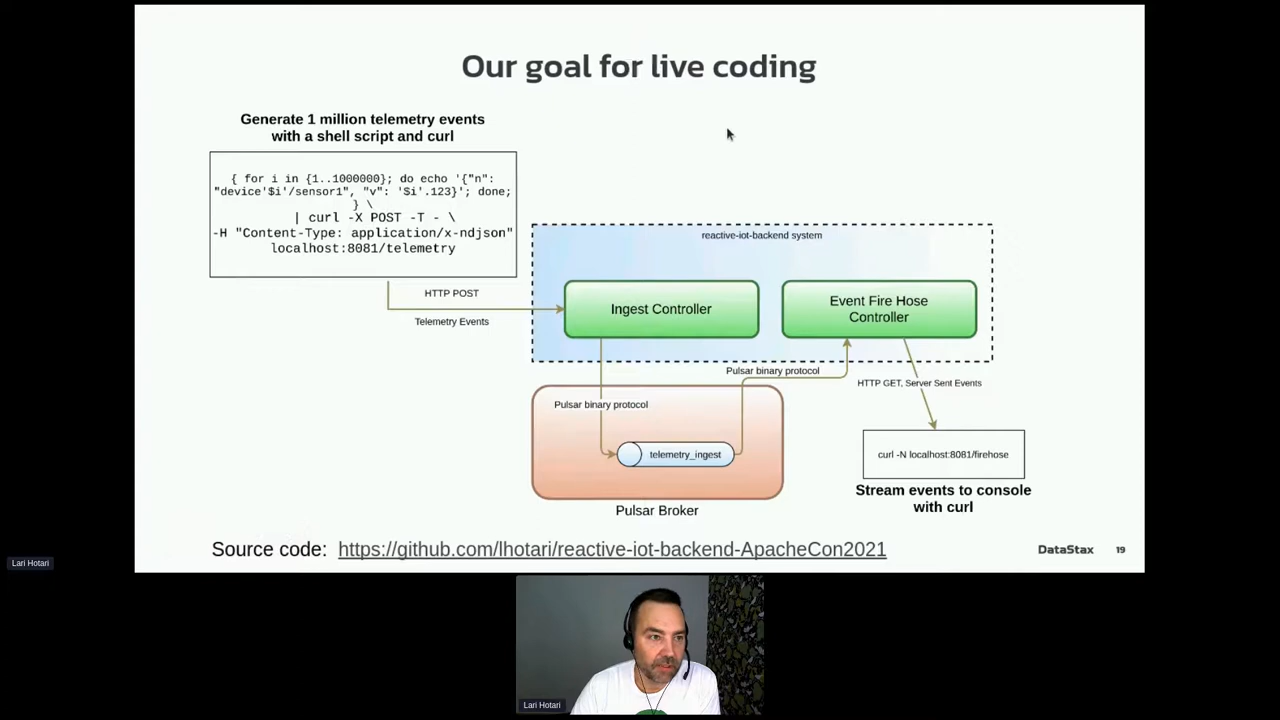 Our goal for live coding
Generate 1 million telemetry events
with a shell script and curl
{ for i in {1..1000000}; do echo '{"n":
"device'$i'/sensor1", "v": '$i'.123}'; done;
} \
| curl -X POST -T - \
-H "Content-Type: application/x-ndjson"
localhost:8081/telemetry
reactive-iot-backend system
HTTP POST
Telemetry Events
Ingest Controller
Event Fire Hose
Controller
Pulsar binary protocol
HTTP GET, Server Sent Events
Pulsar binary protocol
telemetry_ingest
curl -N localhost:8081/firehose
Stream events to console
with curl
Pulsar Broker
Source code: https://github.com/lhotari/reactive-iot-backend-ApacheCon2021
DataStax 19
Lari Hotari
Lari Hotari